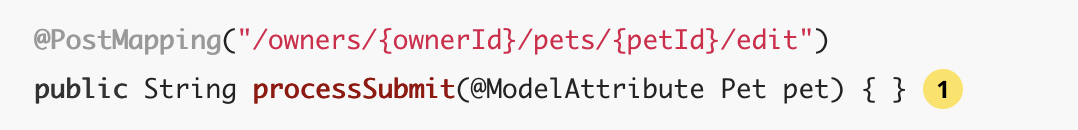 @PostMapping("/owners/{ownerId}/pets/{petId}/edit")
public String processSubmit(@ModelAttribute Pet pet) { } 1